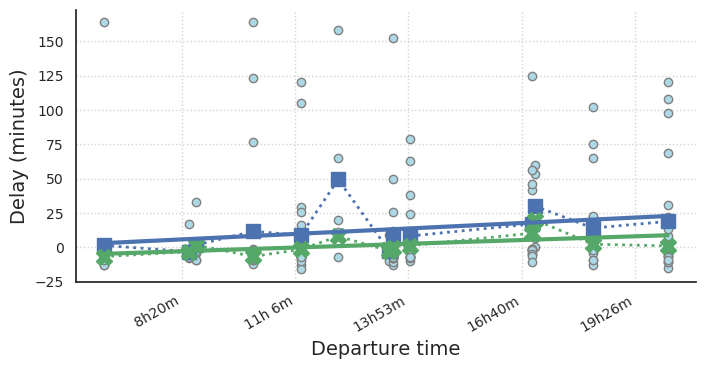 Delay (minutes)
150
125
100
75
50
25
0
−25
8h20m
11h 6m
13h53m
16h40m
19h26m
Departure time